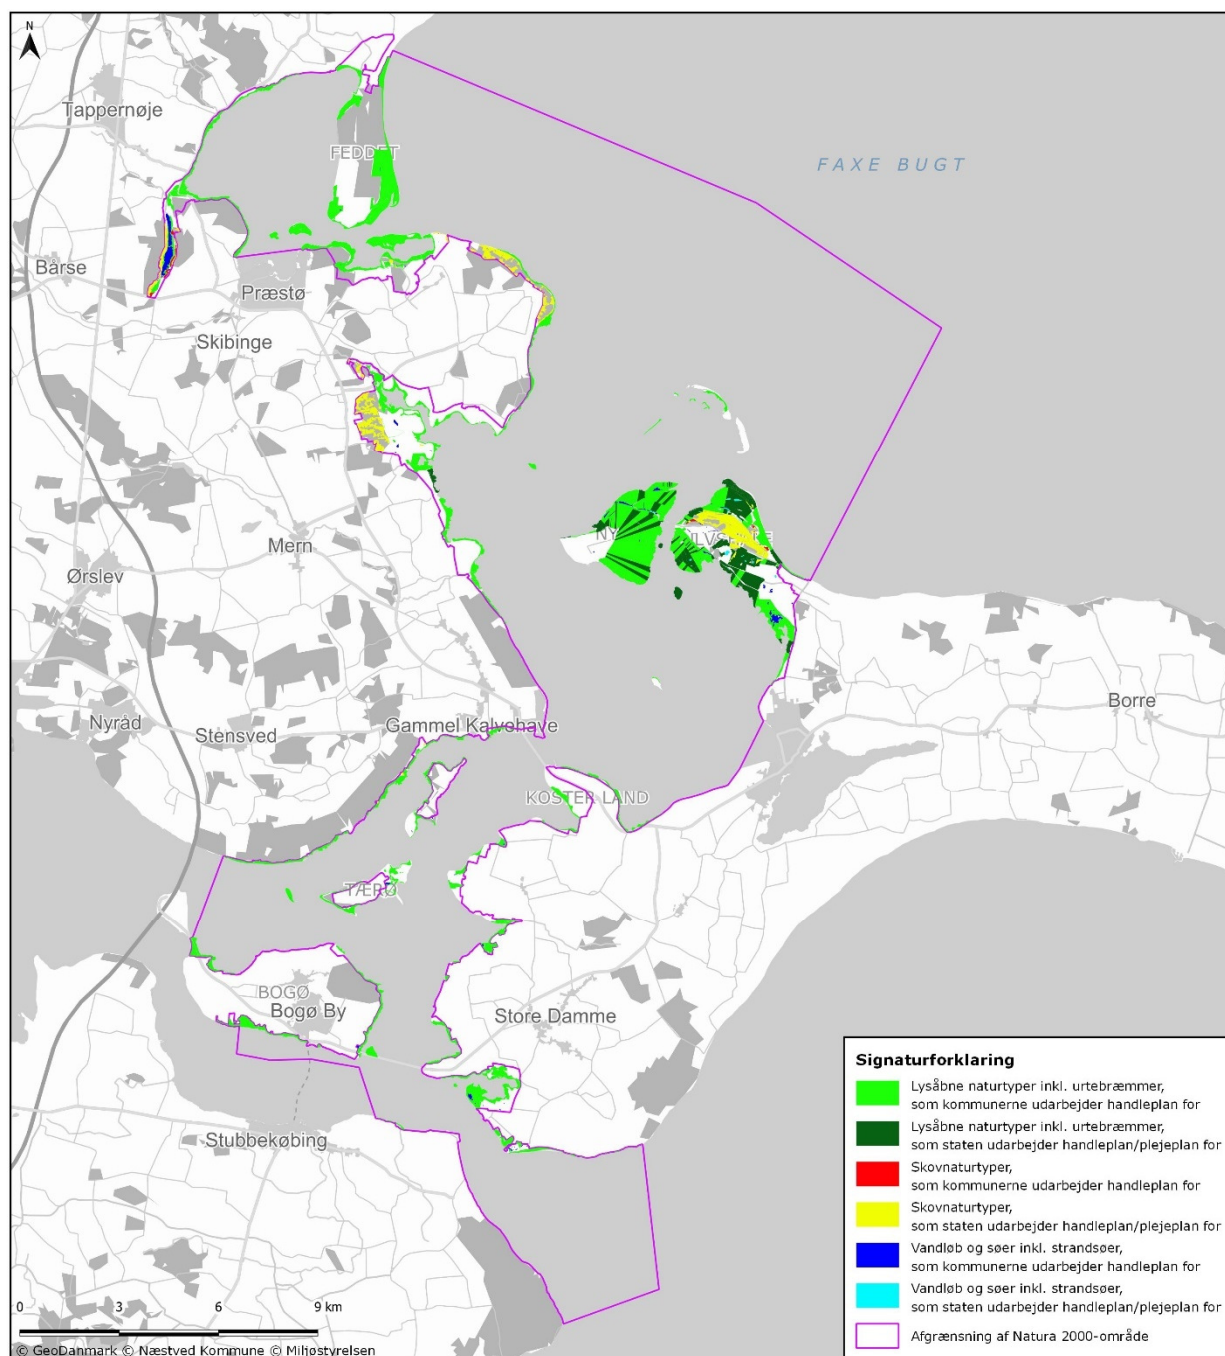 N
Tappernøje
FAXE BUGT
FEDDET
Bårse
Præstø
Skibinge
NY
Mern
Ørslev
Borre
Nyråd
Stensved
Gammel Kalvehave
KOSTER LAND
TÆRØ
BOGØ
Bogø By
Store Damme
Stubbekøbing
Signaturforklaring
Lysåbne naturtyper inkl. urtebræmmer,
som kommunerne udarbejder handleplan for
Lysåbne naturtyper inkl. urtebræmmer,
som staten udarbejder handleplan/plejeplan for
Skovnaturtyper,
som kommunerne udarbejder handleplan for
Skovnaturtyper,
som staten udarbejder handleplan/plejeplan for
Vandløb og søer inkl. strandsøer,
som kommunerne udarbejder handleplan for
Vandløb og søer inkl. strandsøer,
som staten udarbejder handleplan/plejeplan for
Afgrænsning af Natura 2000-område
0 3 6 9 km
© GeoDanmark © Næstved Kommune © Miljøstyrelsen